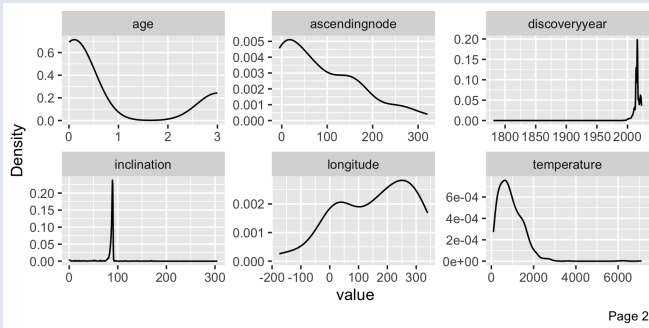 age ascendingnode discoveryyear
0.6
0.4
0.2
0.0
0 1 2 3
0.005
0.004
0.003
0.002
0.001
0.000
0 100 200 300
0.20
0.15
0.10
0.05
0.00
1800 1850 1900 1950 2000
Density
inclination longitude temperature
0.20
0.15
0.10
0.05
0.00
0 100 200 300
0.002
0.001
0.000
-200 -100 0 100 200 300
6e-04
4e-04
2e-04
0e+00
0 2000 4000 6000
value
Page 2